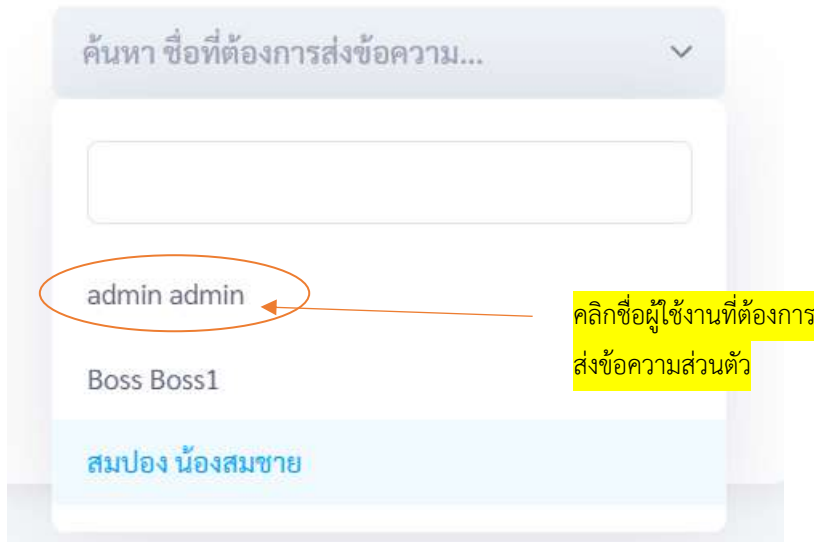 ค้นหา ชื่อที่ต้องการส่งข้อความ...
admin admin
คลิกชื่อผู้ใช้งานที่ต้องการ
ส่งข้อความส่วนตัว
Boss Boss1
สมปอง น้องสมชาย